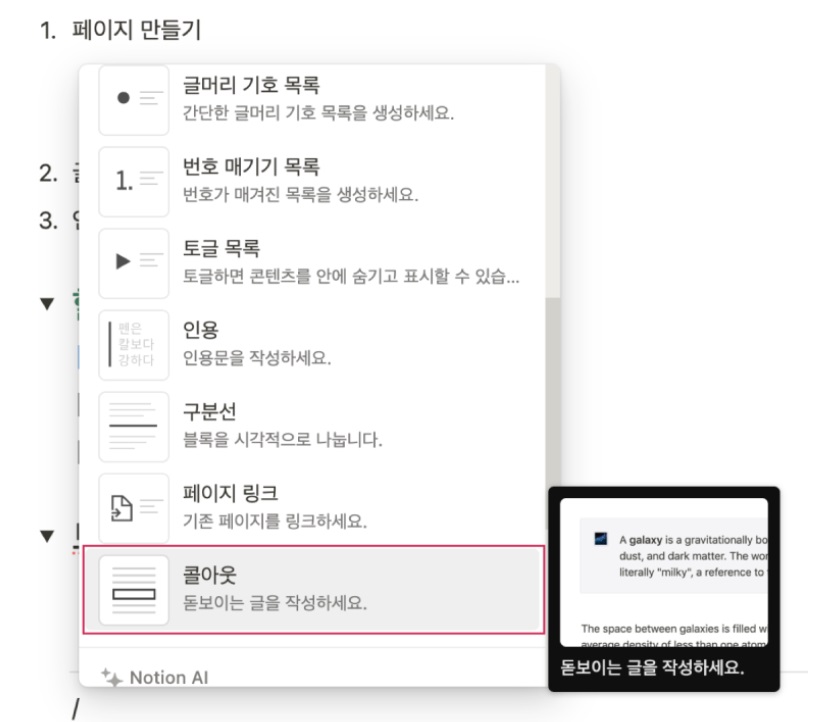 1. 페이지 만들기
글머리 기호 목록
간단한 글머리 기호 목록을 생성하세요.
2.
1.
번호 매기기 목록
번호가 매겨진 목록을 생성하세요.
3.
토글 목록
토글하면 콘텐츠를 안에 숨기고 표시할 수 있습...
펜은
칼보다
강하다
인용
인용문을 작성하세요.
구분선
블록을 시각적으로 나눕니다.
페이지 링크
기존 페이지를 링크하세요.
콜아웃
돋보이는 글을 작성하세요.
A galaxy is a gravitationally bo
dust, and dark matter. The wor
literally "milky", a reference to
The space between galaxies is filled w
average density of less than one atom
돋보이는 글을 작성하세요.
Notion AI
/